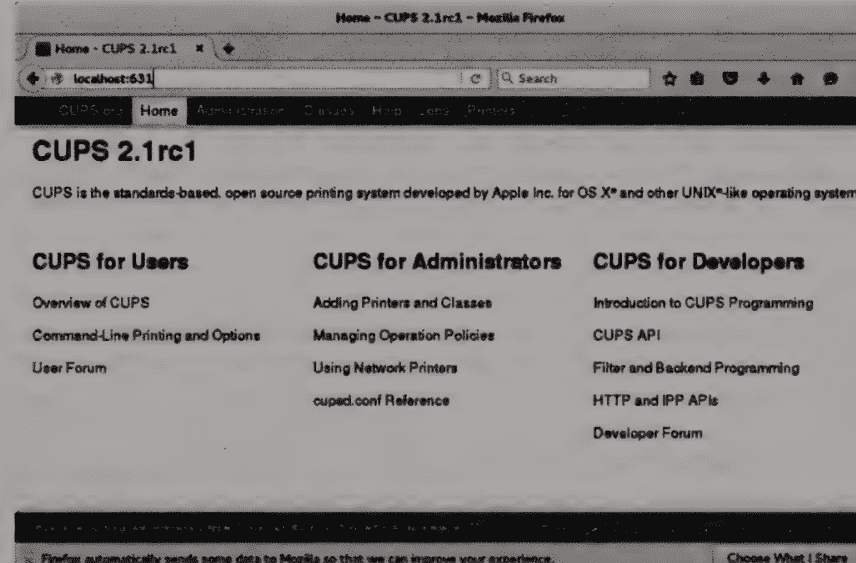 Home - CUPS 2.1rc1 - Mozilla Firefox
Home - CUPS 2.1rc1
localhost:631
Search
CUPS.org Home Administration Classes Help Jobs Printers
CUPS 2.1rc1
CUPS is the standards-based, open source printing system developed by Apple Inc. for OS X® and other UNIX®-like operating system
CUPS for Users
Overview of CUPS
Command-Line Printing and Options
User Forum
CUPS for Administrators
Adding Printers and Classes
Managing Operation Policies
Using Network Printers
cupsd.conf Reference
CUPS for Developers
Introduction to CUPS Programming
CUPS API
Filter and Backend Programming
HTTP and IPP APIs
Developer Forum
Firefox automatically sends some data to Mozilla so that we can improve your experience.
Choose What I Share